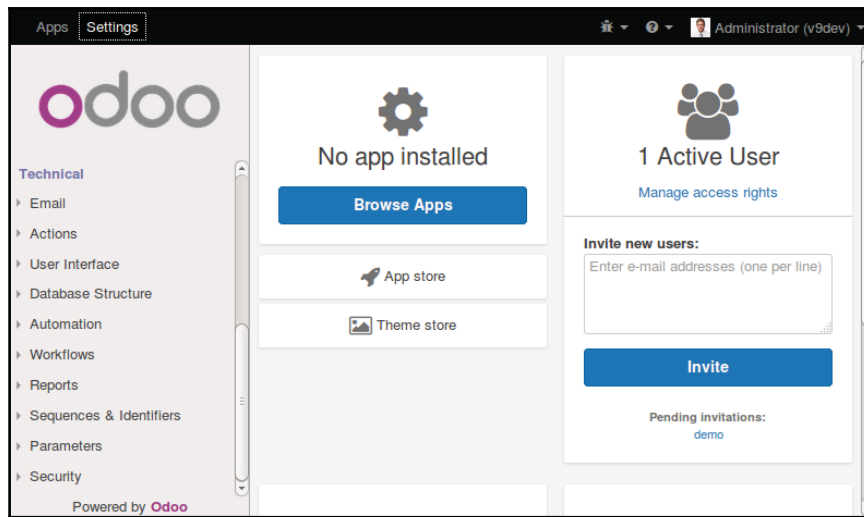 Apps Settings Administrator (v9dev)
odoo
Technical
Email
Actions
User Interface
Database Structure
Automation
Workflows
Reports
Sequences & Identifiers
Parameters
Security
Powered by Odoo
No app installed
Browse Apps
App store
Theme store
1 Active User
Manage access rights
Invite new users:
Enter e-mail addresses (one per line)
Invite
Pending invitations:
demo